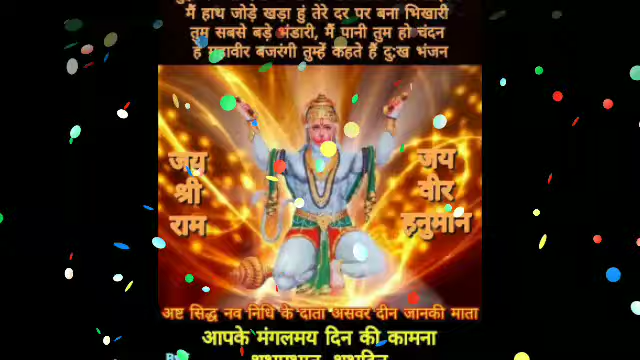 मैं हाथ जोड़े खड़ा हुं तेरे दर पर बना भिखारी
तुम सबसे बड़े भंडारी, मैं पानी तुम हो चंदन
हे महावीर बजरंगी तुम्हें कहते हैं दु:ख भंजन
जय
श्री
राम
जय
वीर
हनुमान
अष्ट सिद्ध नव निधि के दाता असवर दीन जानकी माता
आपके मंगलमय दिन की कामना